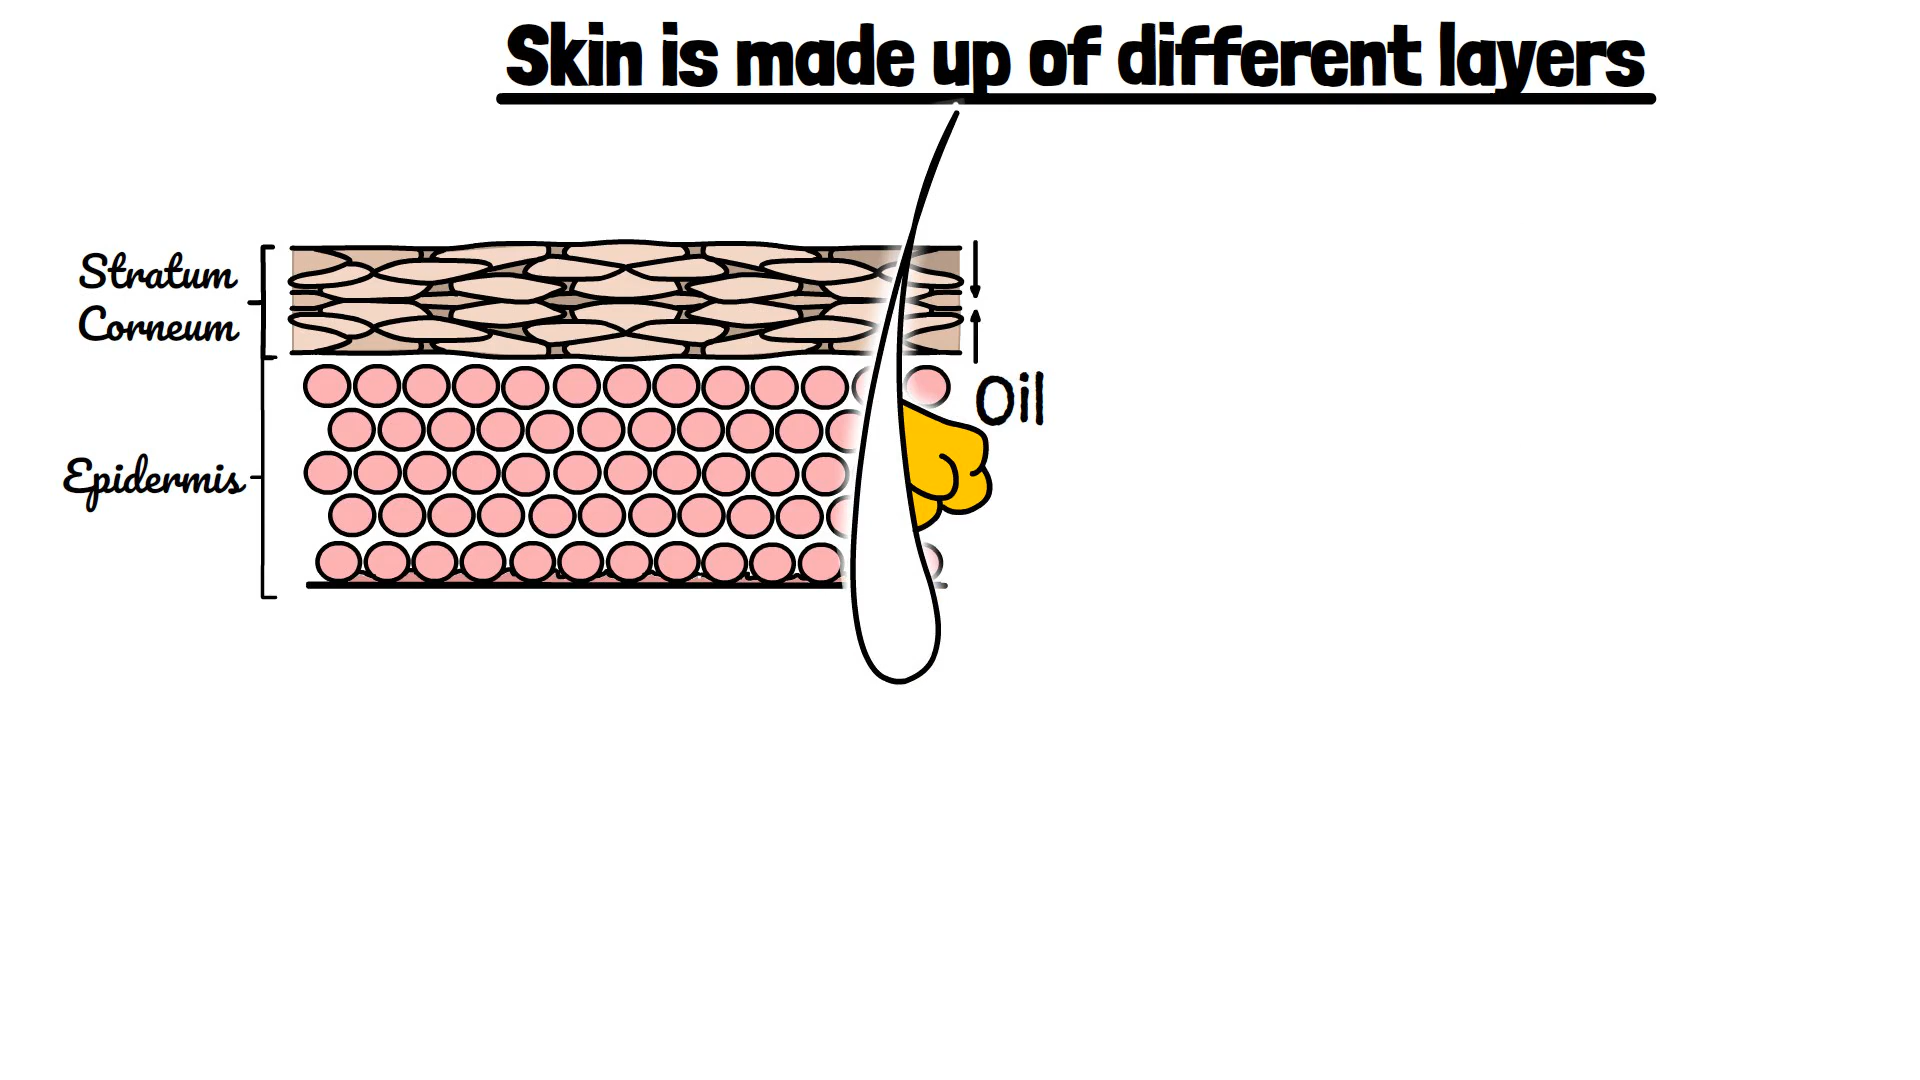 Skin is made up of different layers
Stratum
Corneum
Oil
Epidermis